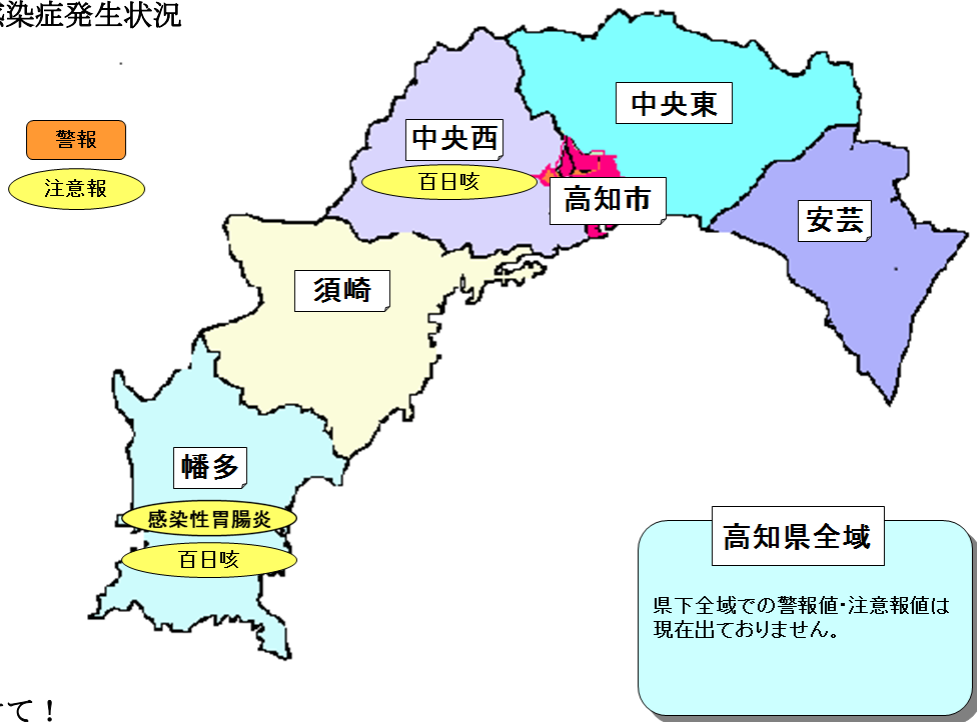 感染症発生状況
中央東
警報
中央西
注意報
百日咳
高知市
安芸
須崎
幡多
感染性胃腸炎
百日咳
高知県全域
県下全域での警報値・注意報値は
現在出ておりません。
て！